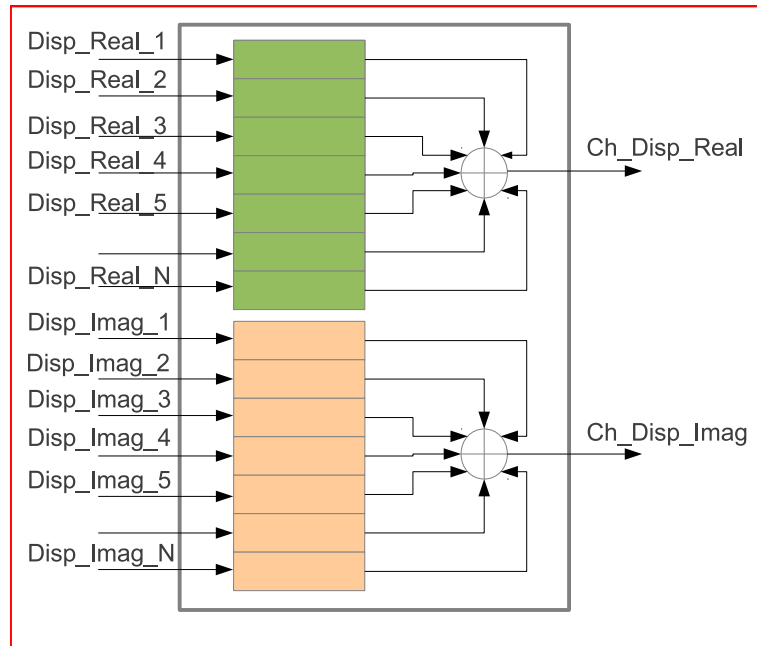 Disp_Real_1
Disp_Real_2
Disp_Real_3
Disp_Real_4
Disp_Real_5
Disp_Real_N
Ch_Disp_Real
Disp_Imag_1
Disp_Imag_2
Disp_Imag_3
Disp_Imag_4
Disp_Imag_5
Disp_Imag_N
Ch_Disp_Imag